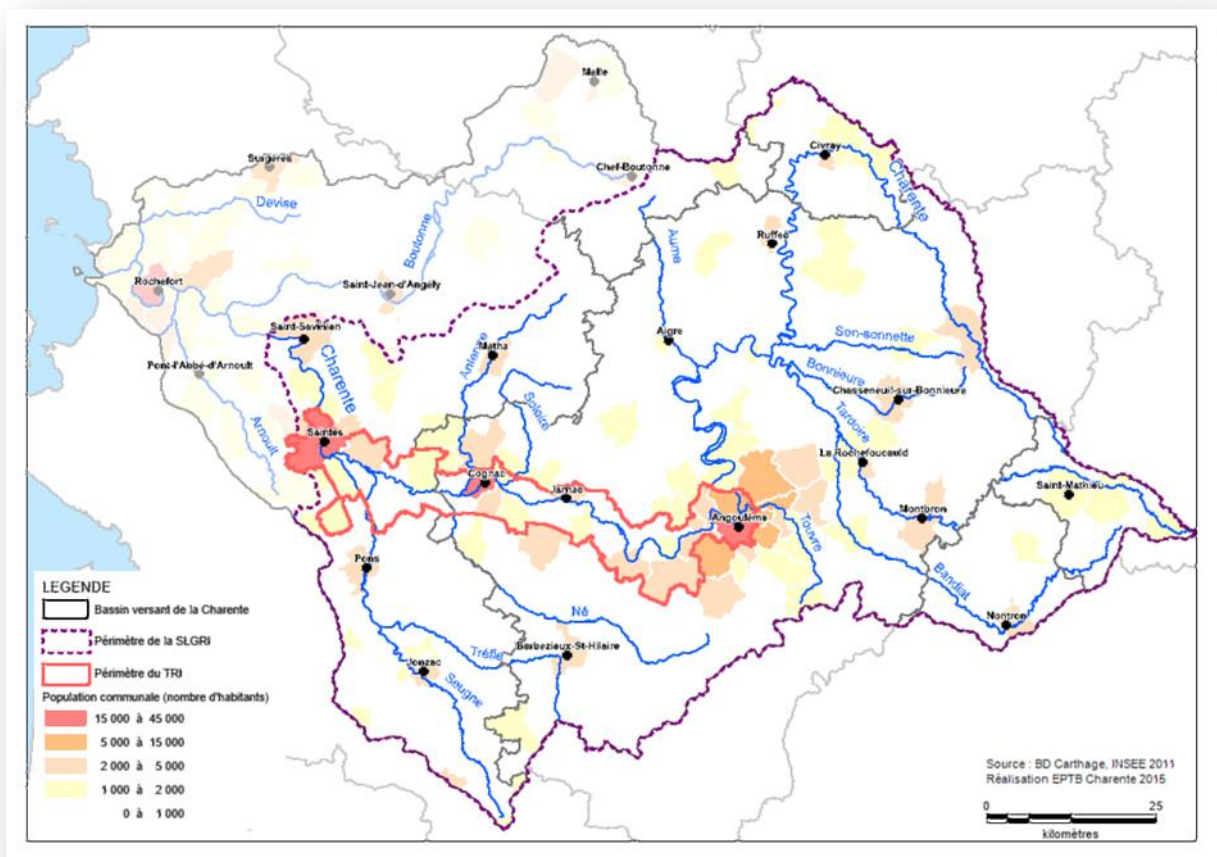 Melle
Civray
Surgères
Chef-Boutonne
Charente
Devise
Boutonne
Ruffec
Aume
Rochefort
Saint-Jean-d'Angely
Saint-Savinien
Aigre
Son-sonnette
Matha
Antenne
Charente
Bonnieure
Pont-l'Abbé-d'Arnoult
Chasseneuil-sur-Bonnieure
Soloire
Tardoire
Arnoult
Saintes
La Rochefoucauld
Cognac
Saint-Mathieu
Jarnac
Montbron
Angoulême
Touvre
Pons
Bandiat
Né
Nontron
Tréfle
Barbezieux-St-Hilaire
Jonzac
Seugne
LEGENDE
Bassin versant de la Charente
Périmètre de la SLGRI
Périmètre du TRI
Population communale (nombre d'habitants)
15 000 à 45 000
5 000 à 15 000
2 000 à 5 000
1 000 à 2 000
0 à 1 000
Source : BD Carthage, INSEE 2011
Réalisation EPTB Charente 2015
0 25
kilomètres